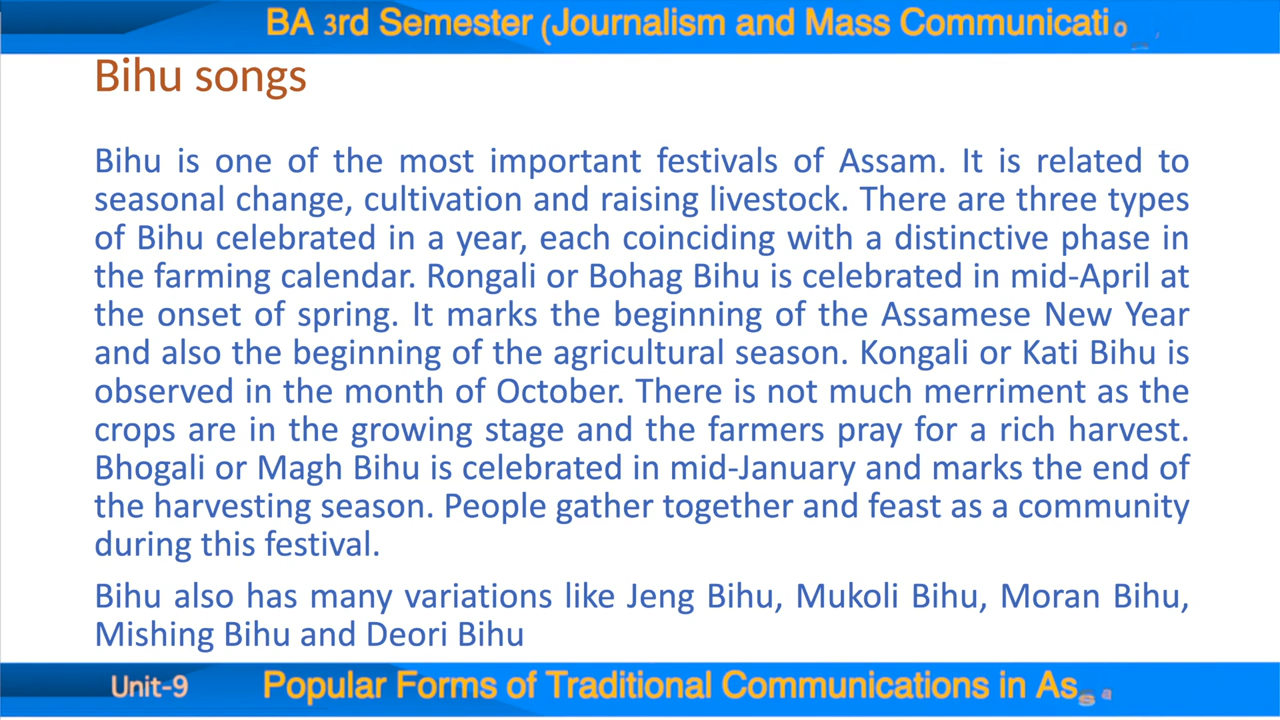 BA 3rd Semester (Journalism and Mass Communicatio
Bihu songs
Bihu is one of the most important festivals of Assam. It is related to
seasonal change, cultivation and raising livestock. There are three types
of Bihu celebrated in a year, each coinciding with a distinctive phase in
the farming calendar. Rongali or Bohag Bihu is celebrated in mid-April at
the onset of spring. It marks the beginning of the Assamese New Year
and also the beginning of the agricultural season. Kongali or Kati Bihu is
observed in the month of October. There is not much merriment as the
crops are in the growing stage and the farmers pray for a rich harvest.
Bhogali or Magh Bihu is celebrated in mid-January and marks the end of
the harvesting season. People gather together and feast as a community
during this festival.
Bihu also has many variations like Jeng Bihu, Mukoli Bihu, Moran Bihu,
Mishing Bihu and Deori Bihu
Unit-9 Popular Forms of Traditional Communications in Assa